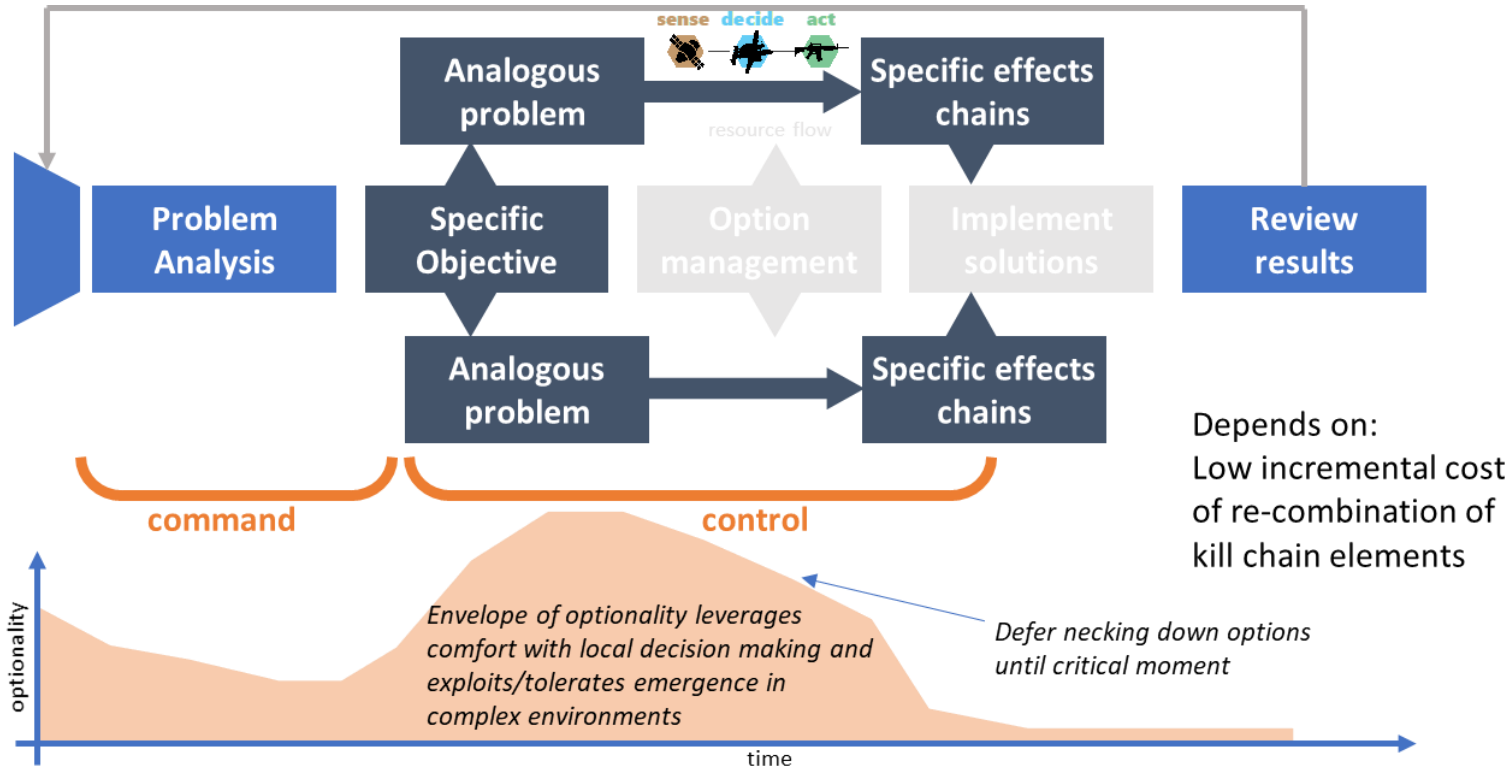 sense decide act
Analogous
problem
Specific effects
chains
resource flow
Problem
Analysis
Specific
Objective
Option
management
Implement
solutions
Review
results
Analogous
problem
Specific effects
chains
Depends on:
Low incremental cost
of re-combination of
kill chain elements
command
control
optionality
Envelope of optionality leverages
comfort with local decision making and
exploits/tolerates emergence in
complex environments
Defer necking down options
until critical moment
time